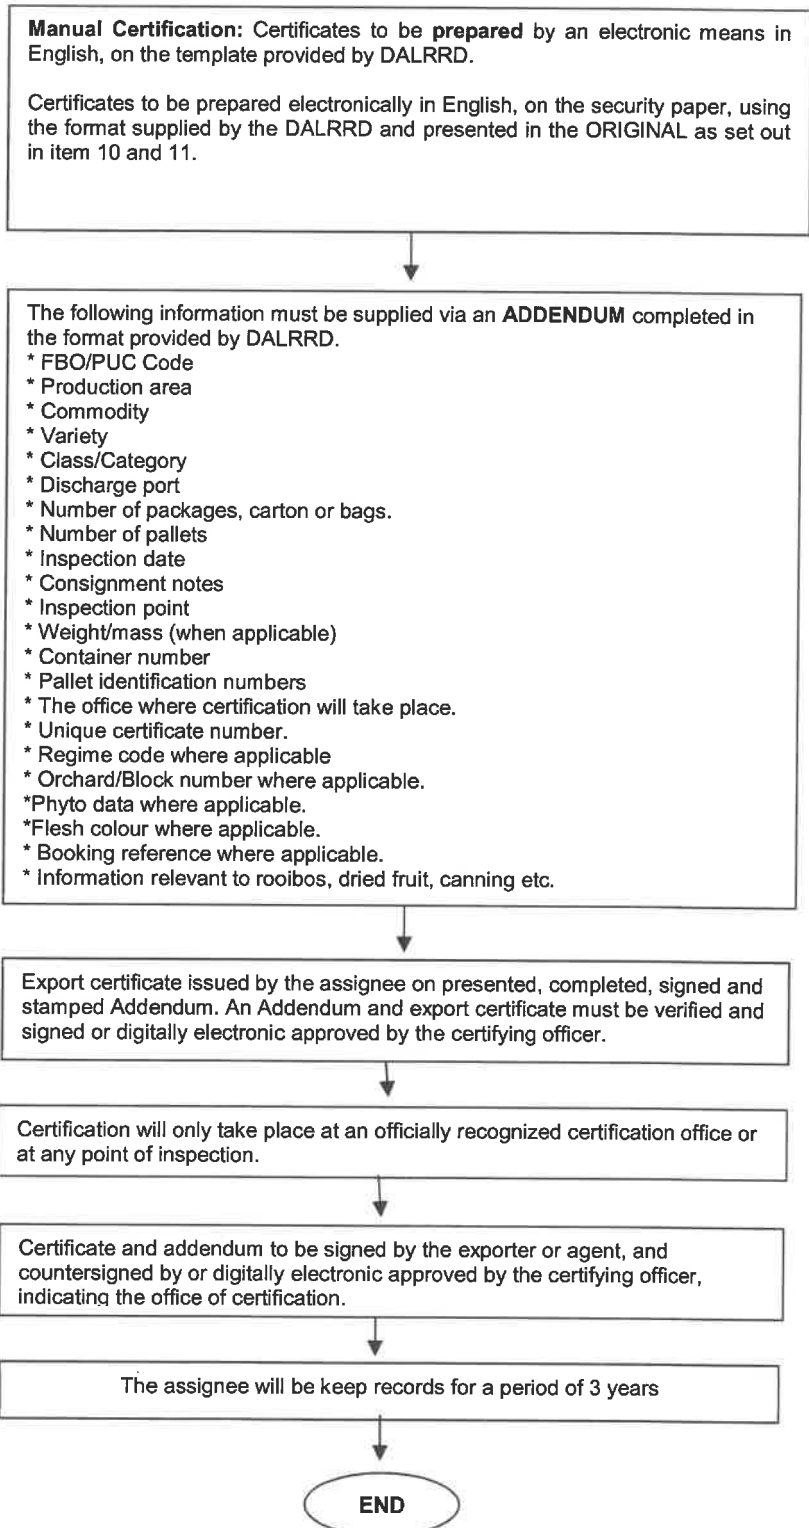 Manual Certification: Certificates to be prepared by an electronic means in
English, on the template provided by DALRRD.
Certificates to be prepared electronically in English, on the security paper, using
the format supplied by the DALRRD and presented in the ORIGINAL as set out
in item 10 and 11.
The following information must be supplied via an ADDENDUM completed in
the format provided by DALRRD.
* FBO/PUC Code
* Production area
* Commodity
* Variety
* Class/Category
* Discharge port
* Number of packages, carton or bags.
* Number of pallets
* Inspection date
* Consignment notes
* Inspection point
* Weight/mass (when applicable)
* Container number
* Pallet identification numbers
* The office where certification will take place.
* Unique certificate number.
* Regime code where applicable
* Orchard/Block number where applicable.
*Phyto data where applicable.
*Flesh colour where applicable.
* Booking reference where applicable.
* Information relevant to rooibos, dried fruit, canning etc.
Export certificate issued by the assignee on presented, completed, signed and
stamped Addendum. An Addendum and export certificate must be verified and
signed or digitally electronic approved by the certifying officer.
Certification will only take place at an officially recognized certification office or
at any point of inspection.
Certificate and addendum to be signed by the exporter or agent, and
countersigned by or digitally electronic approved by the certifying officer,
indicating the office of certification.
The assignee will be keep records for a period of 3 years
END